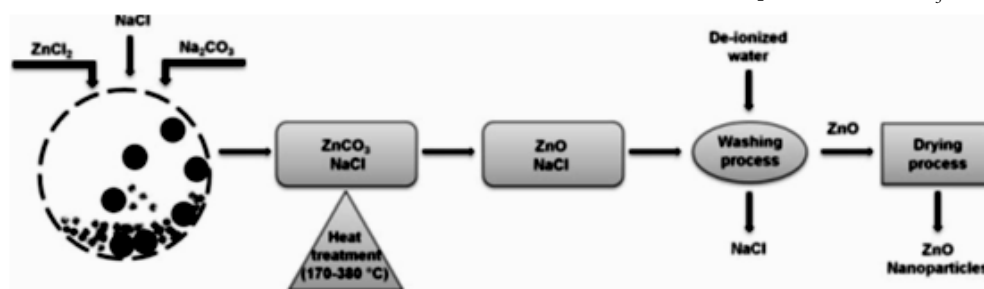 NaCl
ZnCl₂
Na₂CO₃
ZnCO₃
NaCl
Heat
treatment
(170-380 °C)
ZnO
NaCl
De-ionized
water
Washing
process
NaCl
ZnO
Drying
process
ZnO
Nanoparticles